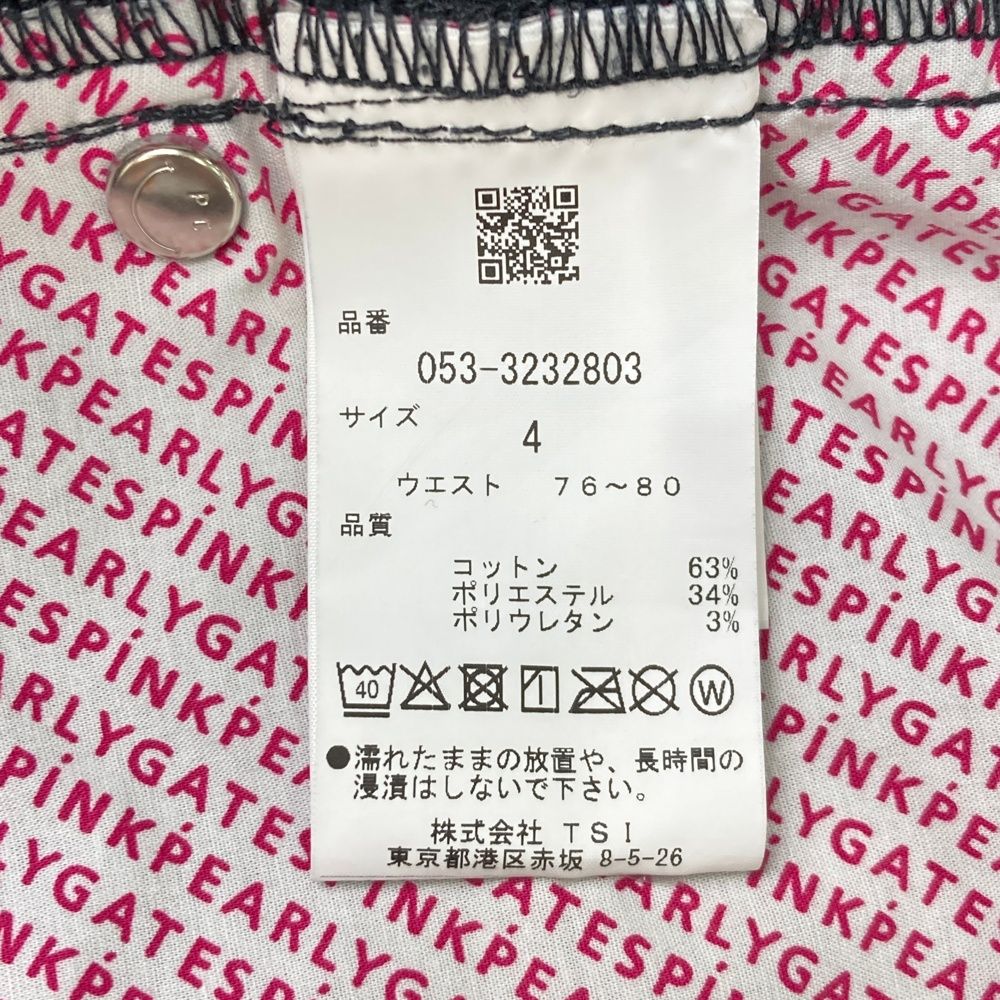 4
品番
053-3232803
サイズ
4
ウエスト 76～80
品質
コットン 63%
ポリエステル 34%
ポリウレタン 3%
40
W
●濡れたままの放置や、長時間の
浸漬はしないで下さい。
株式会社 TSI
東京都港区赤坂 8-5-26
PEARLYGATESPINKPEARLYGATESPINK